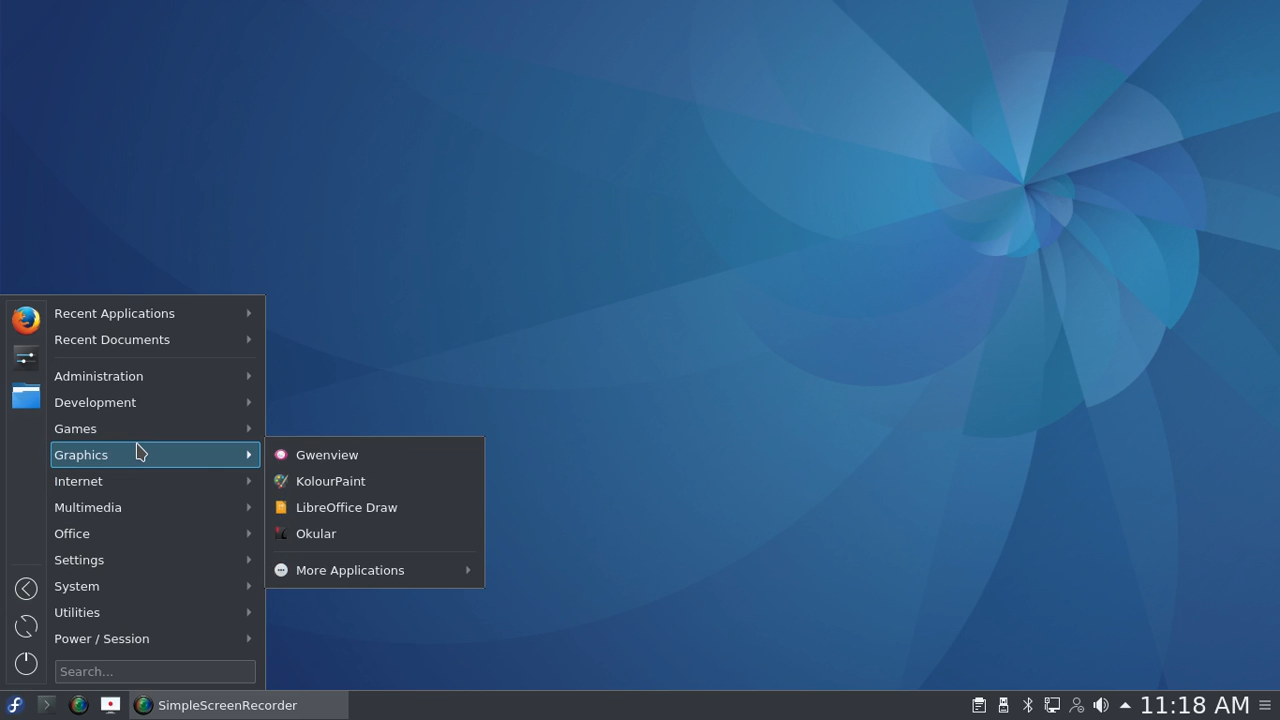 Recent Applications
Recent Documents
Administration
Development
Games
Graphics
Internet
Multimedia
Office
Settings
System
Utilities
Power / Session
Search...
Gwenview
KolourPaint
LibreOffice Draw
Okular
More Applications
SimpleScreenRecorder
11:18 AM